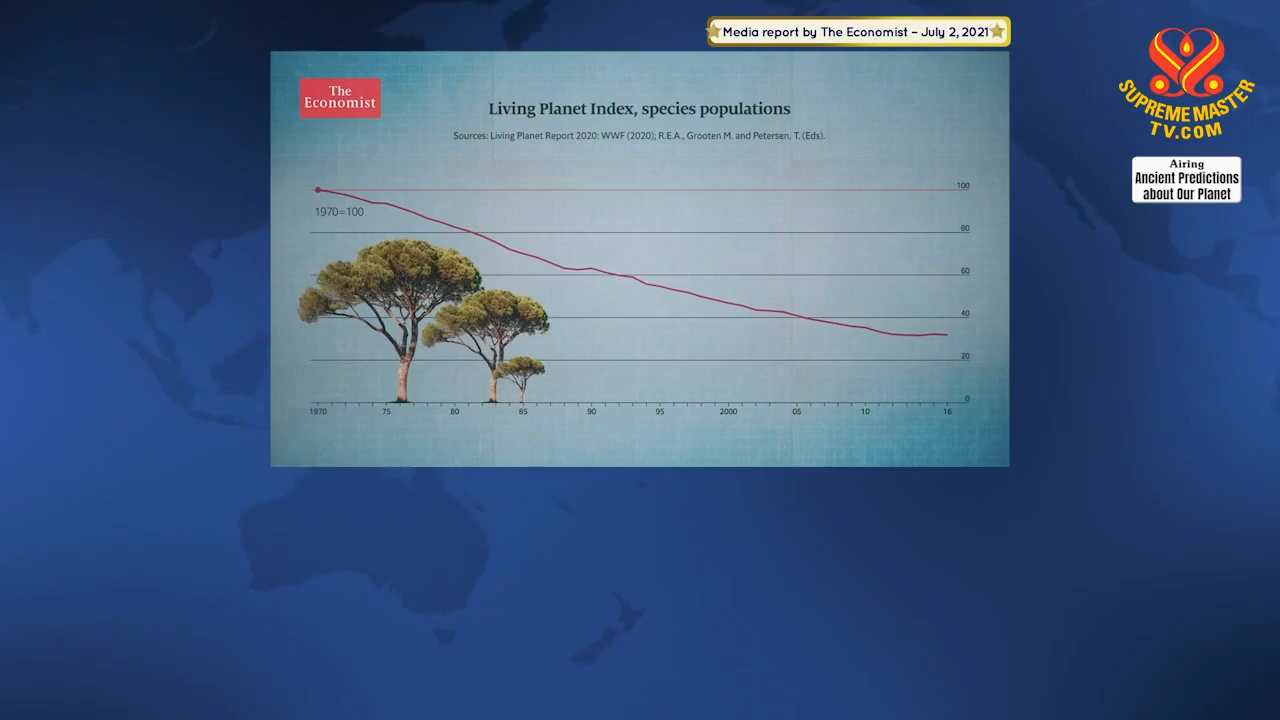 Media report by The Economist – July 2, 2021
SUPREME MASTER
TV.COM
Airing
Ancient Predictions
about Our Planet
The
Economist
Living Planet Index, species populations
Sources: Living Planet Report 2020: WWF (2020); R.E.A., Grooten M. and Petersen, T. (Eds).
1970=100
100
80
60
40
20
0
1970 75 80 85 90 95 2000 05 10 16